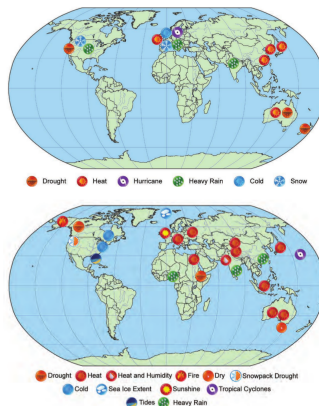 Drought Heat Hurricane Heavy Rain Cold Snow
Drought Heat Heat and Humidity Fire Dry Snowpack Drought
Cold Sea Ice Extent Sunshine Tropical Cyclones
Tides Heavy Rain